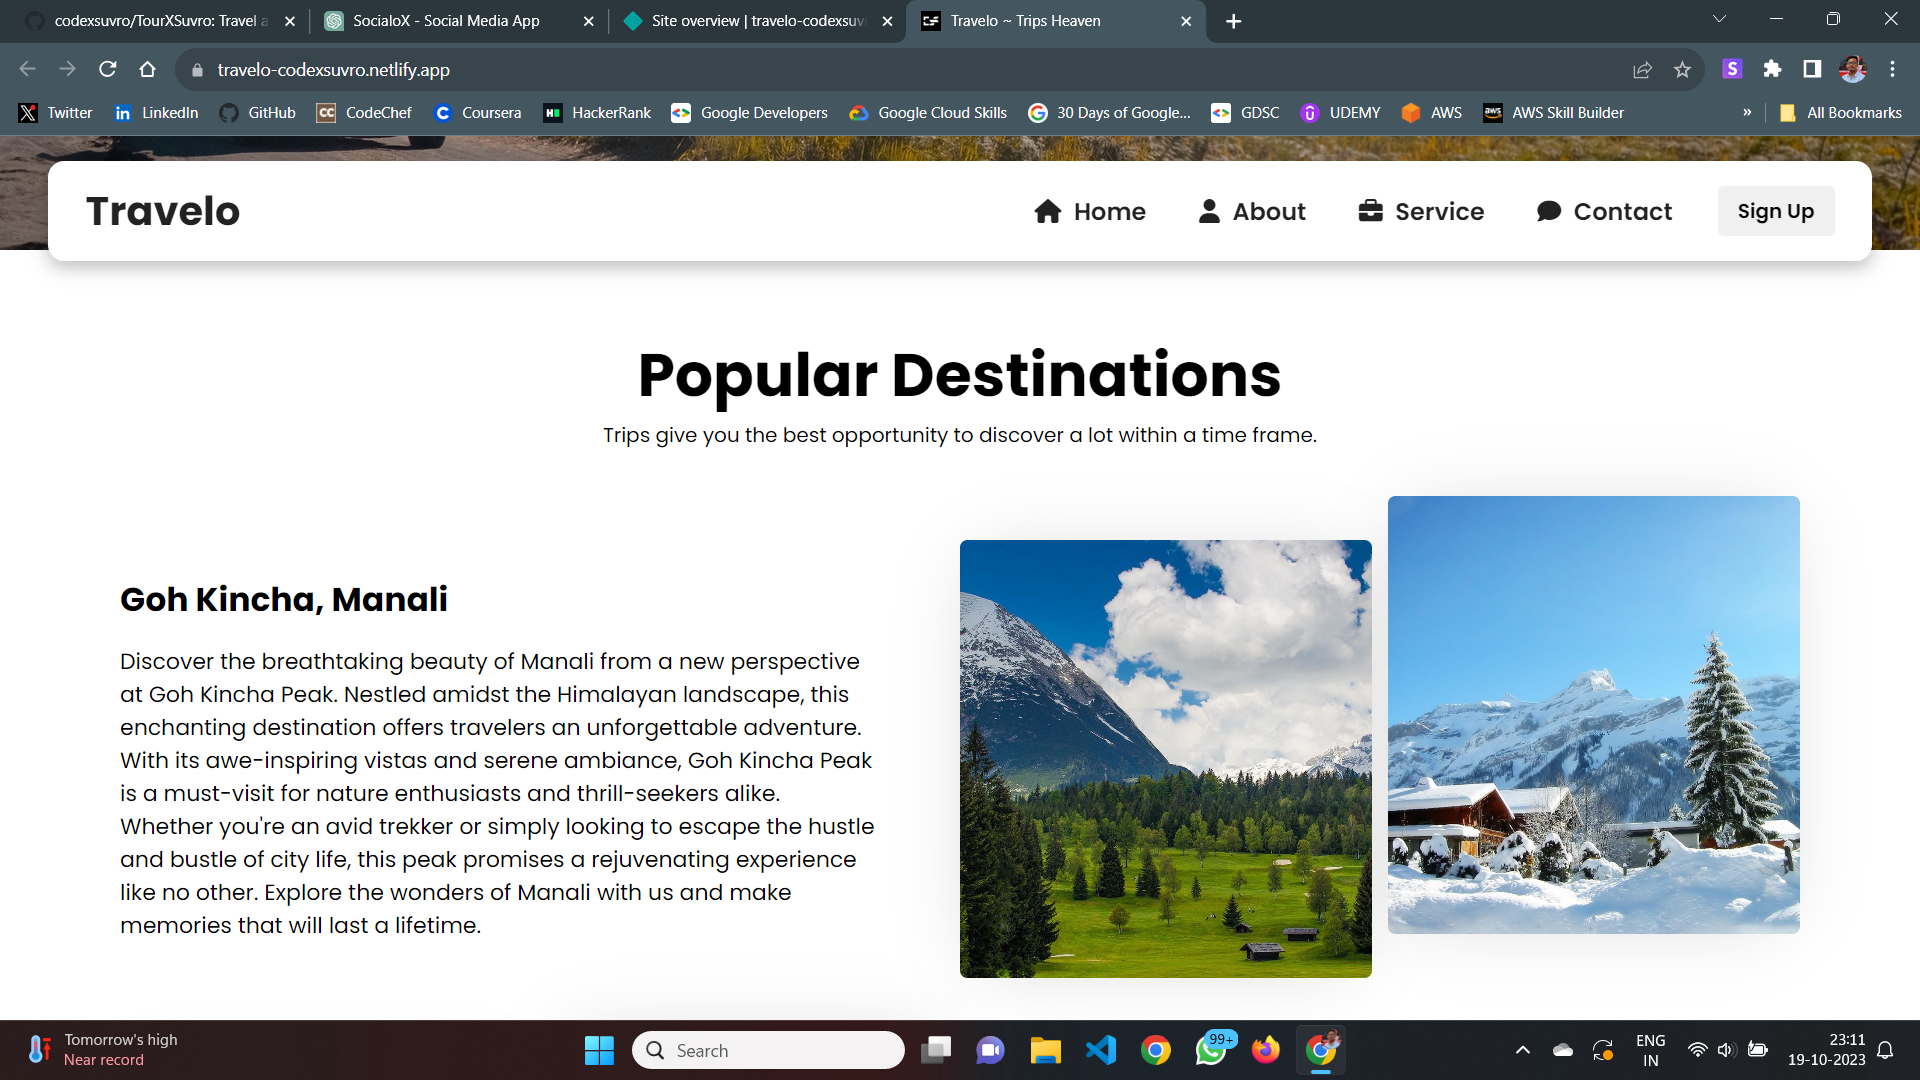 codexsuvro/TourXSuvro: Travel a
SocialoX - Social Media App
Site overview | travelo-codexsuv
Travelo ~ Trips Heaven
travelo-codexsuvro.netlify.app
S
Twitter
LinkedIn
GitHub
CC CodeChef
Coursera
HackerRank
Google Developers
Google Cloud Skills
30 Days of Google...
GDSC
UDEMY
AWS
aws AWS Skill Builder
»
All Bookmarks
Travelo
Home
About
Service
Contact
Sign Up
Popular Destinations
Trips give you the best opportunity to discover a lot within a time frame.
Goh Kincha, Manali
Discover the breathtaking beauty of Manali from a new perspective
at Goh Kincha Peak. Nestled amidst the Himalayan landscape, this
enchanting destination offers travelers an unforgettable adventure.
With its awe-inspiring vistas and serene ambiance, Goh Kincha Peak
is a must-visit for nature enthusiasts and thrill-seekers alike.
Whether you're an avid trekker or simply looking to escape the hustle
and bustle of city life, this peak promises a rejuvenating experience
like no other. Explore the wonders of Manali with us and make
memories that will last a lifetime.
Tomorrow's high
Near record
Search
99+
ENG
IN
23:11
19-10-2023